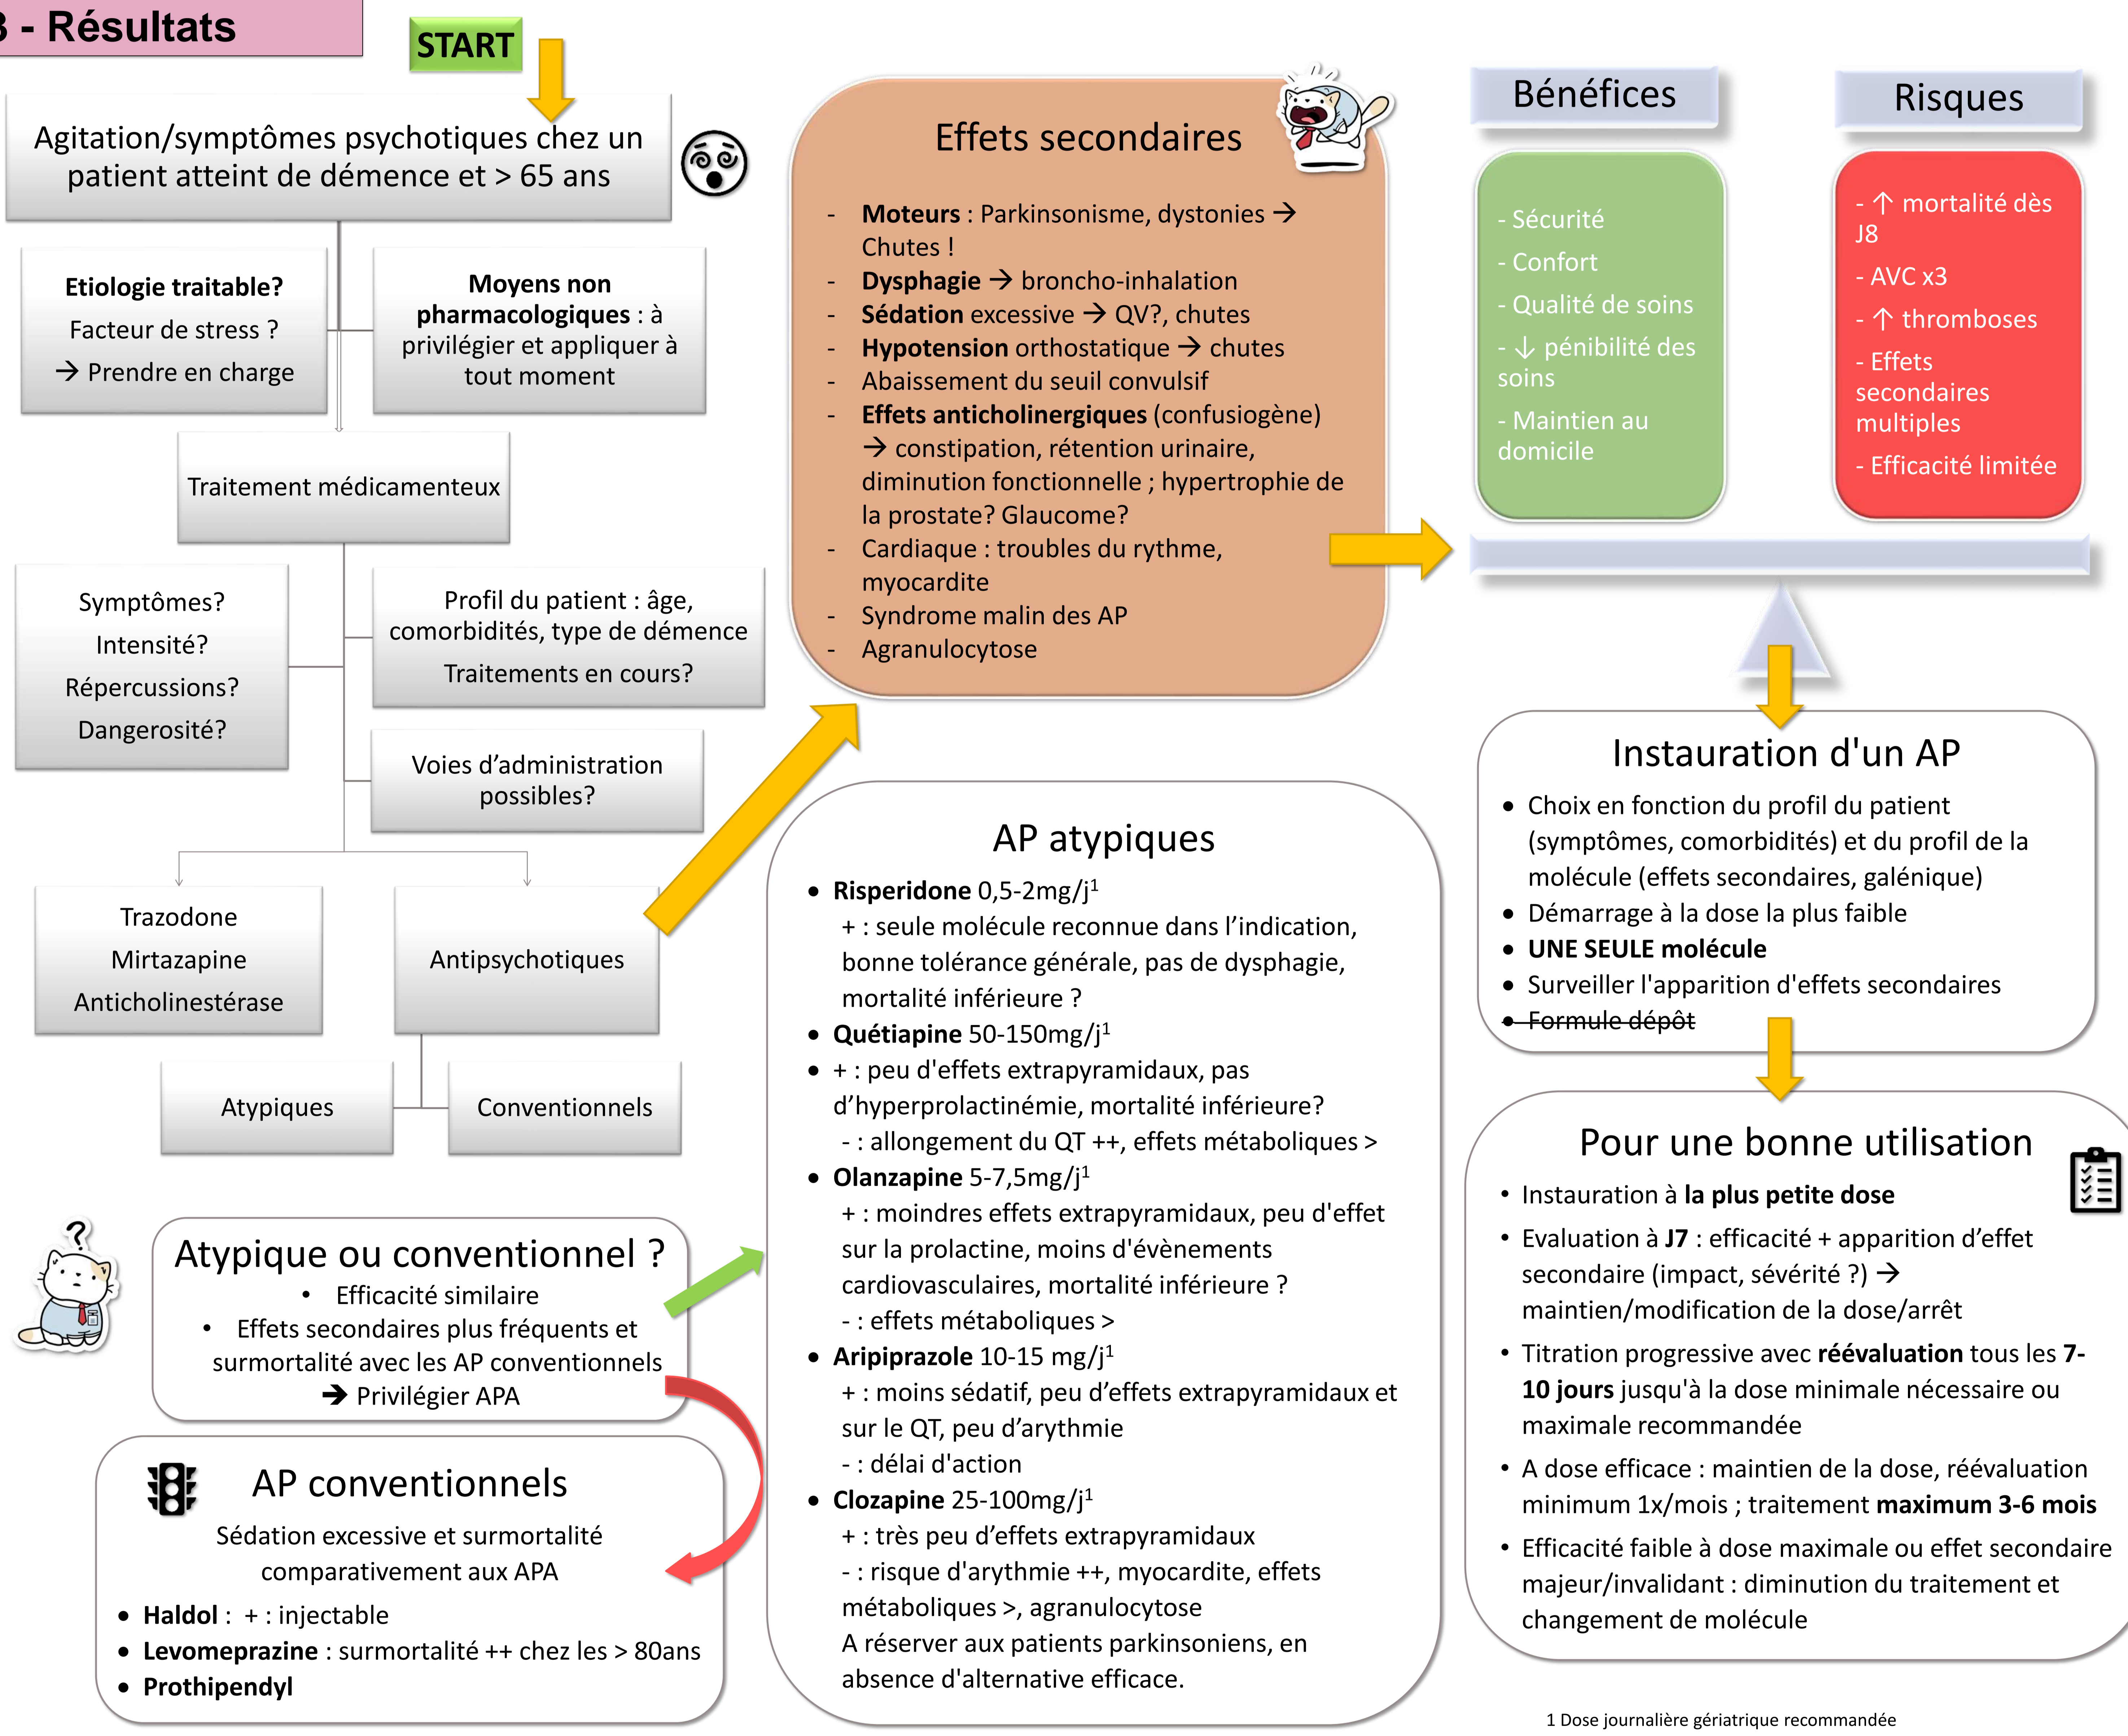 3 - Résultats
START
Agitation/symptômes psychotiques chez un
patient atteint de démence et > 65 ans
Etiologie traitable?
Facteur de stress ?
→ Prendre en charge
Moyens non
pharmacologiques : à
privilégier et appliquer à
tout moment
Traitement médicamenteux
Symptômes?
Intensité?
Répercussions?
Dangerosité?
Profil du patient : âge,
comorbidités, type de démence
Traitements en cours?
Voies d’administration
possibles?
Trazodone
Mirtazapine
Anticholinestérase
Antipsychotiques
Atypiques
Conventionnels
?
Atypique ou conventionnel ?
• Efficacité similaire
• Effets secondaires plus fréquents et
surmortalité avec les AP conventionnels
→ Privilégier APA
AP conventionnels
Sédation excessive et surmortalité
comparativement aux APA
• Haldol : + : injectable
• Levomeprazine : surmortalité ++ chez les > 80ans
• Prothipendyl
Effets secondaires
- Moteurs : Parkinsonisme, dystonies →
Chutes !
- Dysphagie → broncho-inhalation
- Sédation excessive → QV?, chutes
- Hypotension orthostatique → chutes
- Abaissement du seuil convulsif
- Effets anticholinergiques (confusiogène)
→ constipation, rétention urinaire,
diminution fonctionnelle ; hypertrophie de
la prostate? Glaucome?
- Cardiaque : troubles du rythme,
myocardite
- Syndrome malin des AP
- Agranulocytose
AP atypiques
• Risperidone 0,5-2mg/j¹
+ : seule molécule reconnue dans l’indication,
bonne tolérance générale, pas de dysphagie,
mortalité inférieure ?
• Quétiapine 50-150mg/j¹
• + : peu d'effets extrapyramidaux, pas
d’hyperprolactinémie, mortalité inférieure?
- : allongement du QT ++, effets métaboliques >
• Olanzapine 5-7,5mg/j¹
+ : moindres effets extrapyramidaux, peu d'effet
sur la prolactine, moins d'évènements
cardiovasculaires, mortalité inférieure ?
- : effets métaboliques >
• Aripiprazole 10-15 mg/j¹
+ : moins sédatif, peu d’effets extrapyramidaux et
sur le QT, peu d’arythmie
- : délai d'action
• Clozapine 25-100mg/j¹
+ : très peu d’effets extrapyramidaux
- : risque d'arythmie ++, myocardite, effets
métaboliques >, agranulocytose
A réserver aux patients parkinsoniens, en
absence d'alternative efficace.
Bénéfices
- Sécurité
- Confort
- Qualité de soins
- ↓ pénibilité des
soins
- Maintien au
domicile
Risques
- ↑ mortalité dès
J8
- AVC x3
- ↑ thromboses
- Effets
secondaires
multiples
- Efficacité limitée
Instauration d'un AP
• Choix en fonction du profil du patient
(symptômes, comorbidités) et du profil de la
molécule (effets secondaires, galénique)
• Démarrage à la dose la plus faible
• UNE SEULE molécule
• Surveiller l'apparition d'effets secondaires
• Formule dépôt
Pour une bonne utilisation
• Instauration à la plus petite dose
• Evaluation à J7 : efficacité + apparition d’effet
secondaire (impact, sévérité ?) →
maintien/modification de la dose/arrêt
• Titration progressive avec réévaluation tous les 7-
10 jours jusqu'à la dose minimale nécessaire ou
maximale recommandée
• A dose efficace : maintien de la dose, réévaluation
minimum 1x/mois ; traitement maximum 3-6 mois
• Efficacité faible à dose maximale ou effet secondaire
majeur/invalidant : diminution du traitement et
changement de molécule
1 Dose journalière gériatrique recommandée